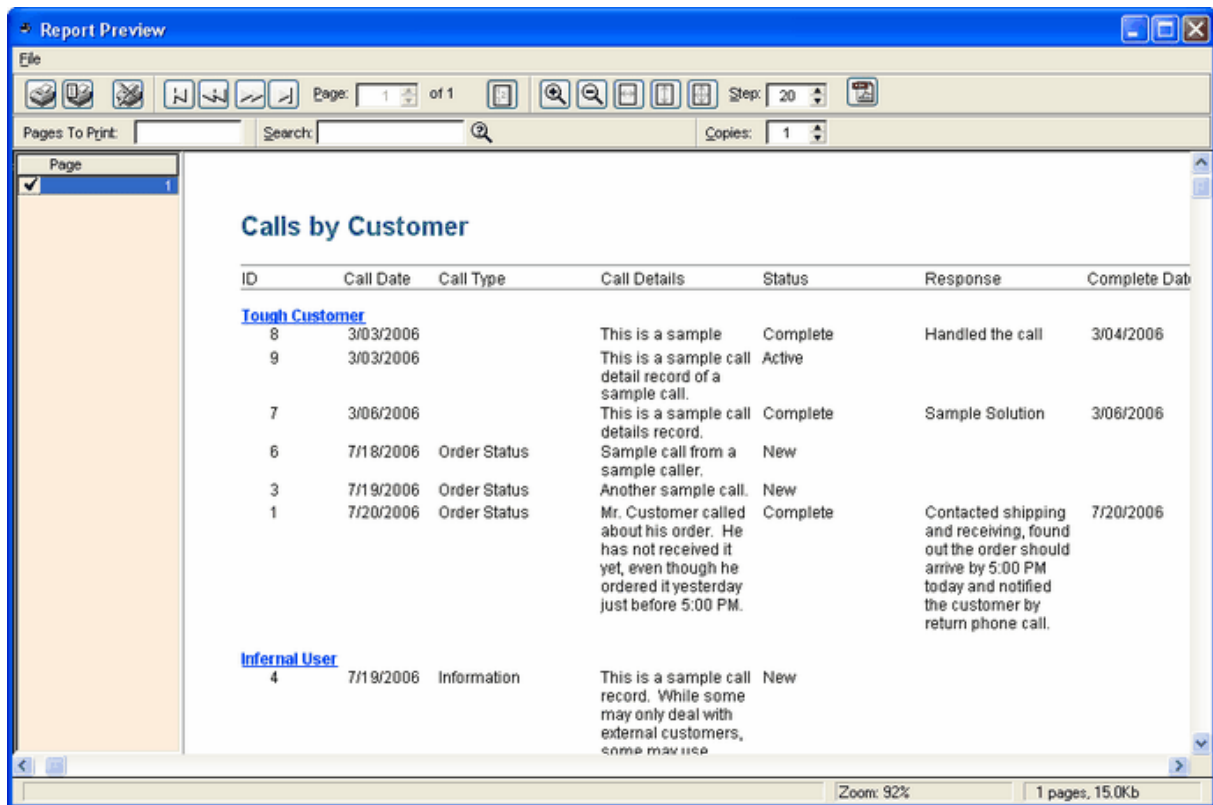 Report Preview
File
Page: 1 of 1 Step: 20
Pages To Print: Search: Copies: 1
Page
1
Calls by Customer
ID Call Date Call Type Call Details Status Response Complete Dat
Tough Customer
8 3/03/2006 This is a sample Complete Handled the call 3/04/2006
9 3/03/2006 This is a sample call Active
detail record of a
sample call.
7 3/06/2006 This is a sample call Complete Sample Solution 3/06/2006
details record.
6 7/18/2006 Order Status Sample call from a New
sample caller.
3 7/19/2006 Order Status Another sample call. New
1 7/20/2006 Order Status Mr. Customer called Complete Contacted shipping 7/20/2006
about his order. He and receiving, found
has not received it out the order should
yet, even though he arrive by 5:00 PM
ordered it yesterday today and notified
just before 5:00 PM. the customer by
return phone call.
Infernal User
4 7/19/2006 Information This is a sample call New
record. While some
may only deal with
external customers,
some may use
Zoom: 92% 1 pages, 15.0Kb